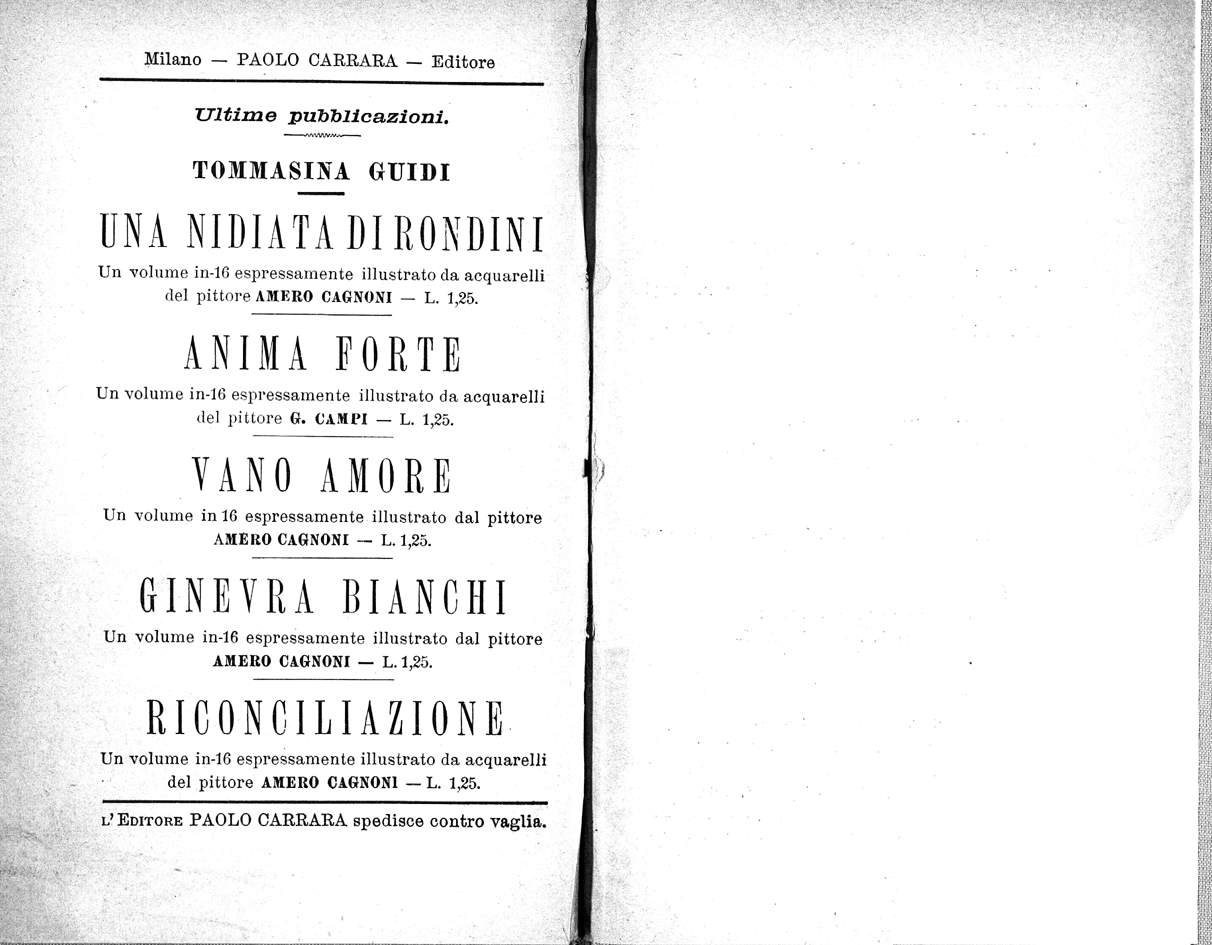 Milano — PAOLO CARRARA — Editore
Ultime pubblicazioni.
TOMMASINA GUIDI
UNA NIDIATA DI RONDINI
Un volume in-16 espressamente illustrato da acquarelli
del pittore AMERO CAGNONI — L. 1,25.
ANIMA FORTE
Un volume in-16 espressamente illustrato da acquarelli
del pittore G. CAMPI — L. 1,25.
VANO AMORE
Un volume in 16 espressamente illustrato dal pittore
AMERO CAGNONI — L. 1,25.
GINEVRA BIANCHI
Un volume in-16 espressamente illustrato dal pittore
AMERO CAGNONI — L. 1,25.
RICONCILIAZIONE
Un volume in-16 espressamente illustrato da acquarelli
del pittore AMERO CAGNONI — L. 1,25.
L'EDITORE PAOLO CARRARA spedisce contro vaglia.